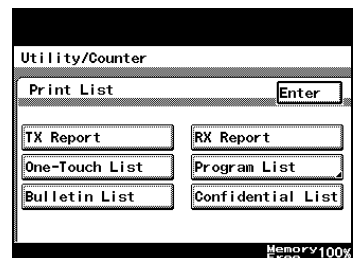 Utility/Counter
Print List
Enter
TX Report
RX Report
One-Touch List
Program List
Bulletin List
Confidential List
Memory 100%
Free